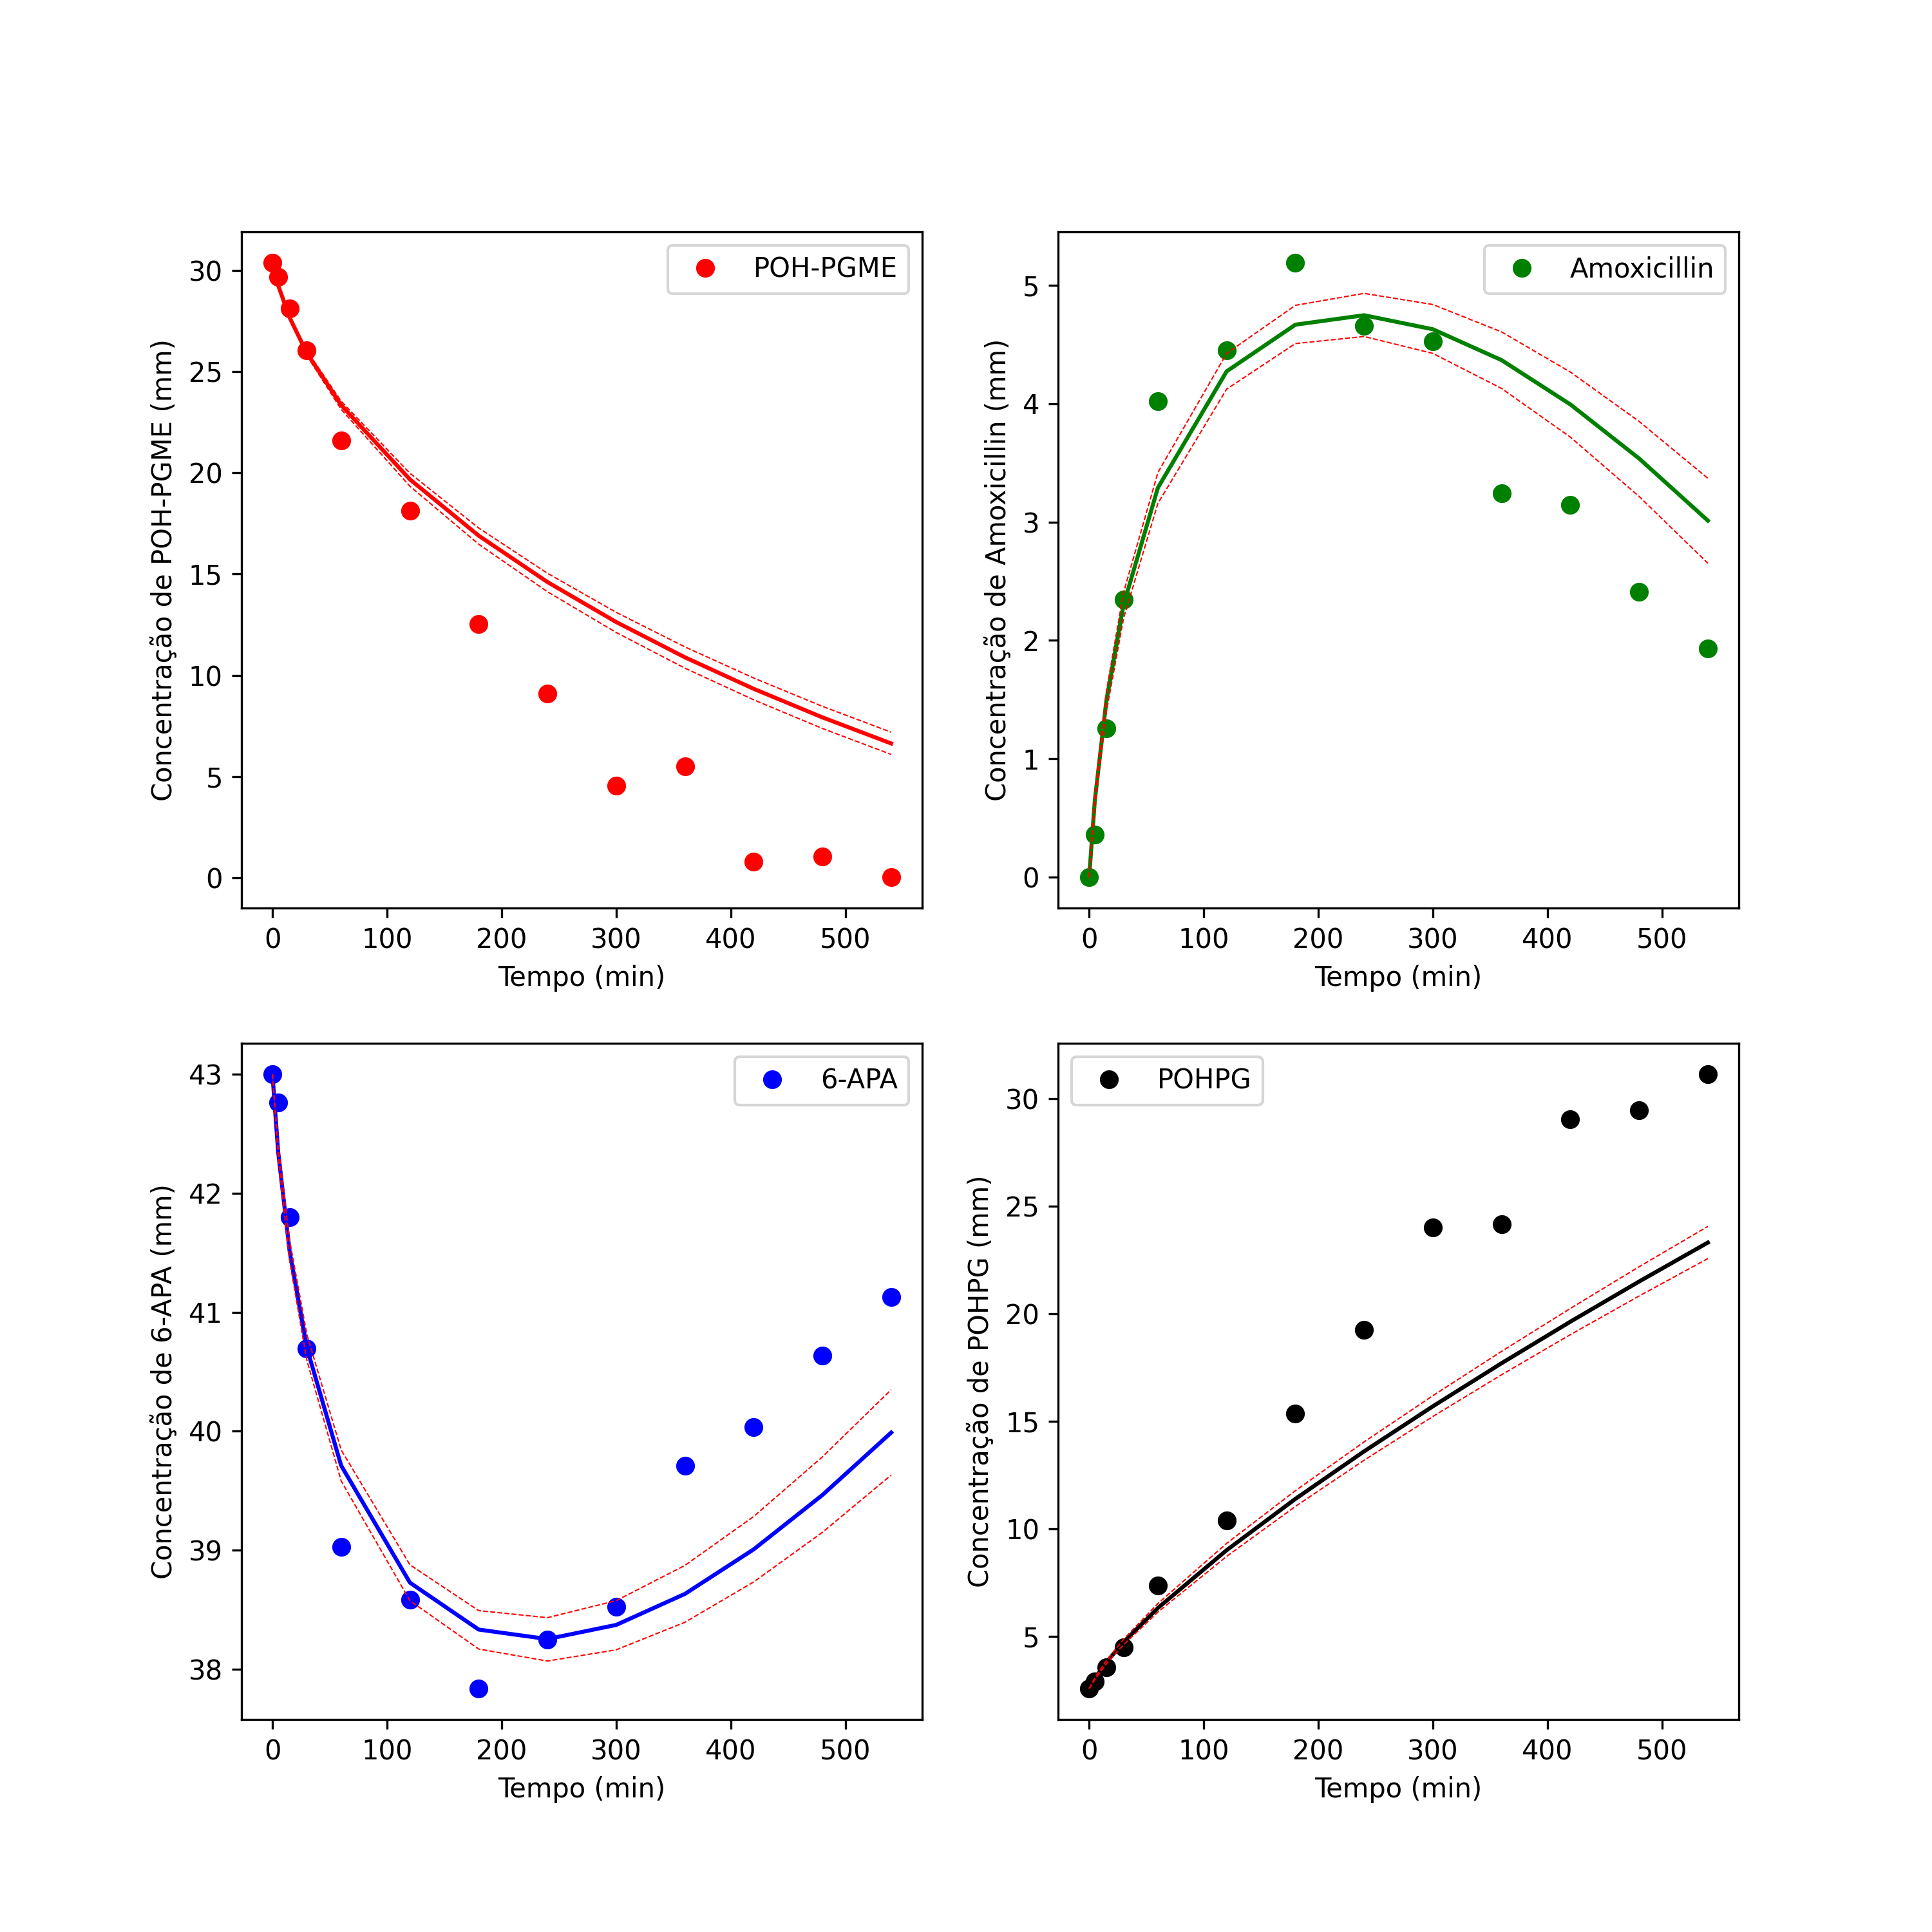 POH-PGME
Concentração de POH-PGME (mm)
30
25
20
15
10
5
0
0 100 200 300 400 500
Tempo (min)
Amoxicillin
Concentração de Amoxicillin (mm)
5
4
3
2
1
0
0 100 200 300 400 500
Tempo (min)
6-APA
Concentração de 6-APA (mm)
43
42
41
40
39
38
0 100 200 300 400 500
Tempo (min)
POHPG
Concentração de POHPG (mm)
30
25
20
15
10
5
0 100 200 300 400 500
Tempo (min)